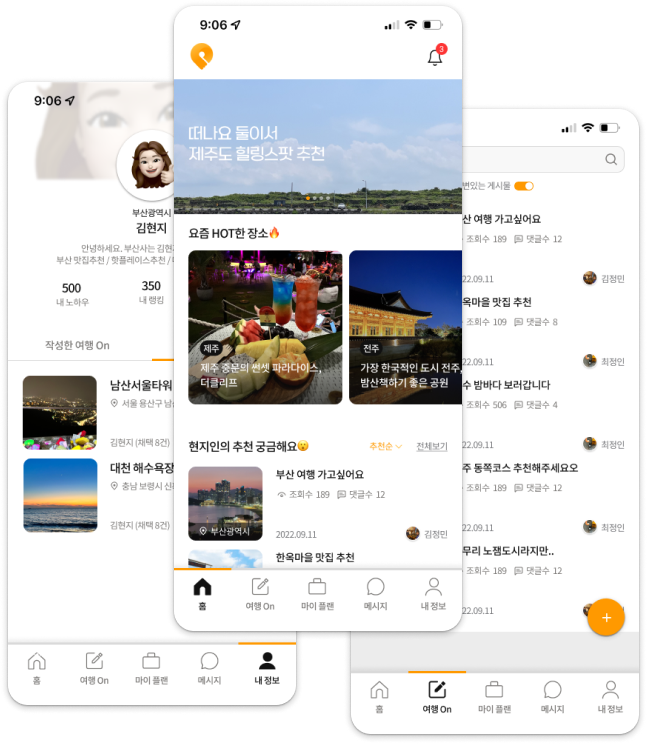 9:06
부산광역시
김현지
안녕하세요. 부산사는 김현
부산 맛집추천 / 핫플레이스추천 /
500
내 노하우
350
내 랭킹
작성한 여행 On
남산서울타워
서울 용산구 남
김현지 (채택 8건)
대천 해수욕장
충남 보령시 신
김현지 (채택 5건)
홈
여행 On
마이 플랜
메시지
내 정보
9:06
3
떠나요 둘이서
제주도 힐링스팟 추천
요즘 HOT한 장소🔥
제주
제주 중문의 썬셋 파라다이스,
더클리프
전주
가장 한국적인 도시 전주,
밤산책하기 좋은 공원
현지인의 추천 궁금해요😮
추천순
전체보기
부산 여행 가고싶어요
조회수 189 댓글수 12
부산광역시
2022.09.11
김정민
한옥마을 맛집 추천
홈
여행 On
마이 플랜
메시지
내 정보
변있는 게시물
산 여행 가고싶어요
조회수 189 댓글수 12
22.09.11
김정민
옥마을 맛집 추천
조회수 109 댓글수 8
22.09.11
최정인
수 밤바다 보러갑니다
조회수 506 댓글수 4
22.09.11
최정인
주 동쪽코스 추천해주세요오
조회수 189 댓글수 12
22.09.11
최정인
무리 노잼도시라지만..
조회수 189 댓글수 12
22.09.11
+
홈
여행 On
마이 플랜
메시지
내 정보